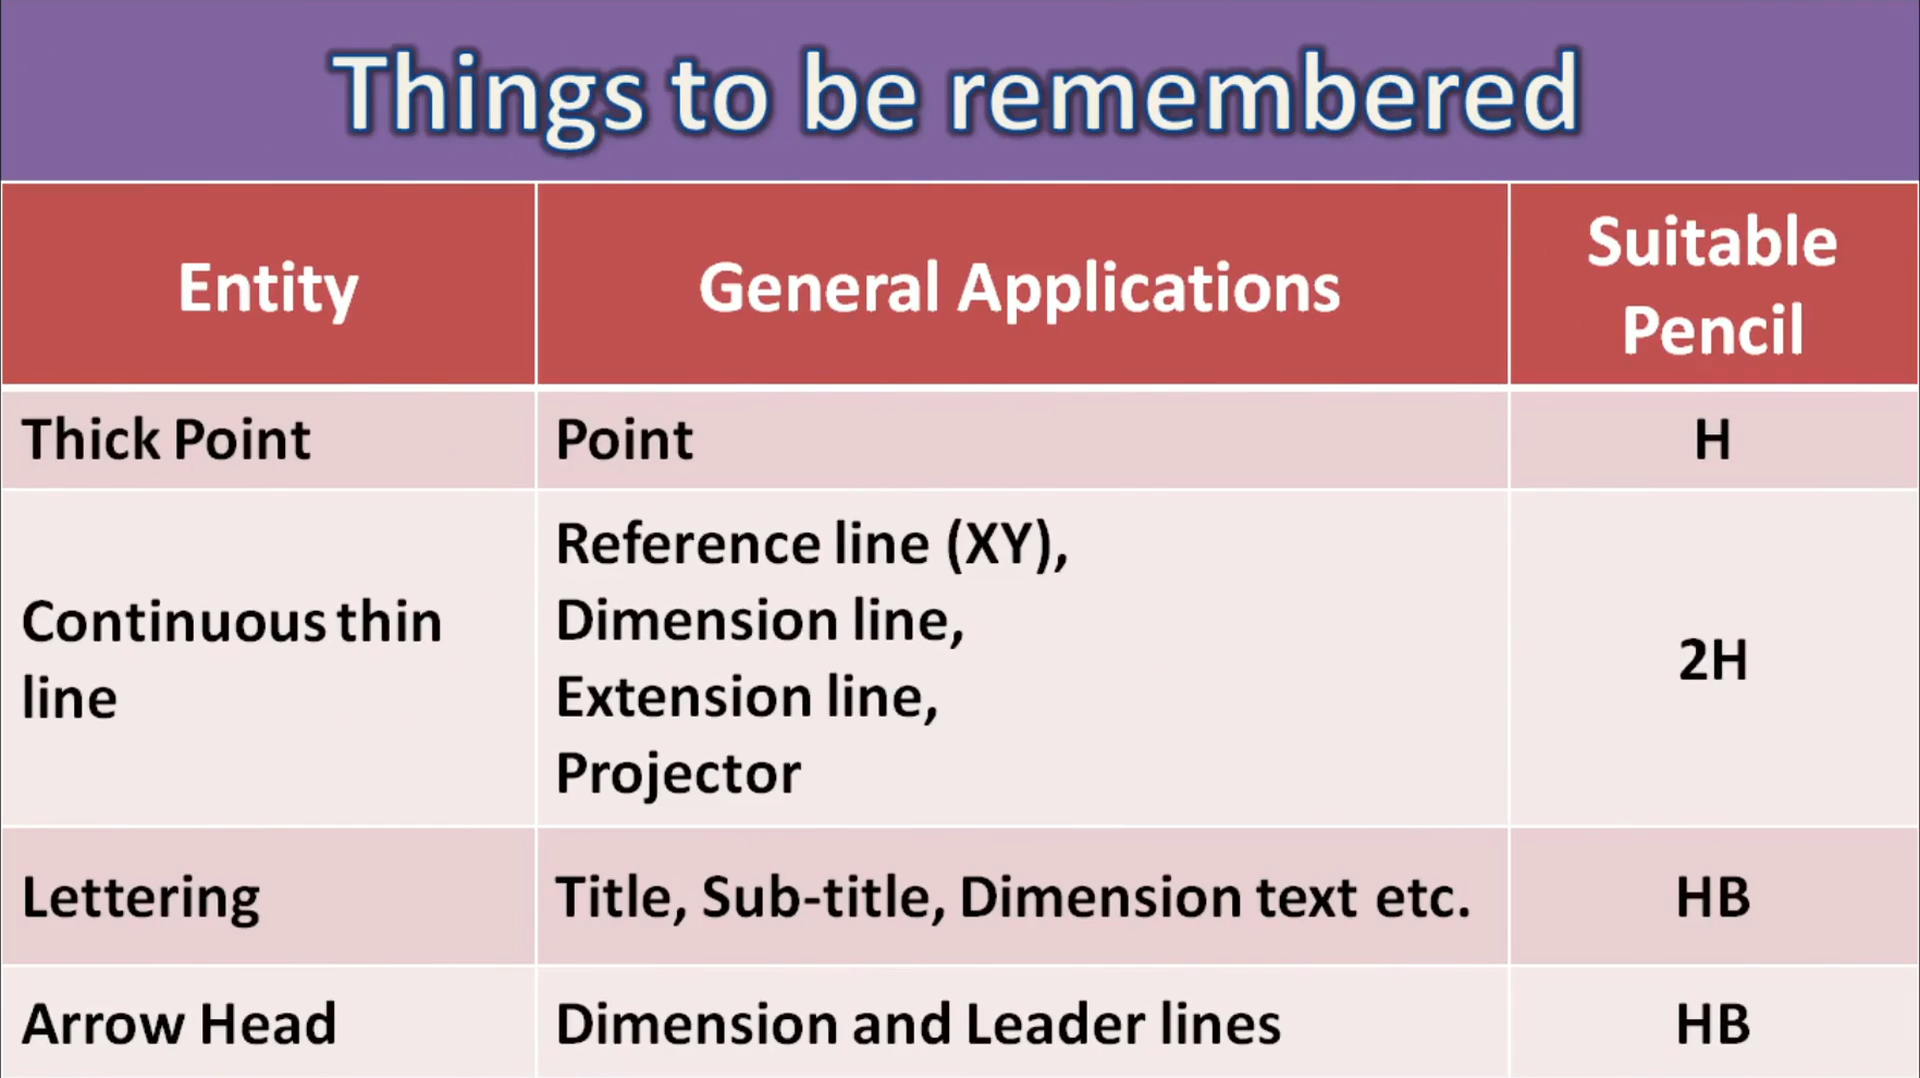 Things to be remembered
Entity
General Applications
Suitable
Pencil
Thick Point
Point
H
Continuous thin
line
Reference line (XY),
Dimension line,
Extension line,
Projector
2H
Lettering
Title, Sub-title, Dimension text etc.
HB
Arrow Head
Dimension and Leader lines
HB